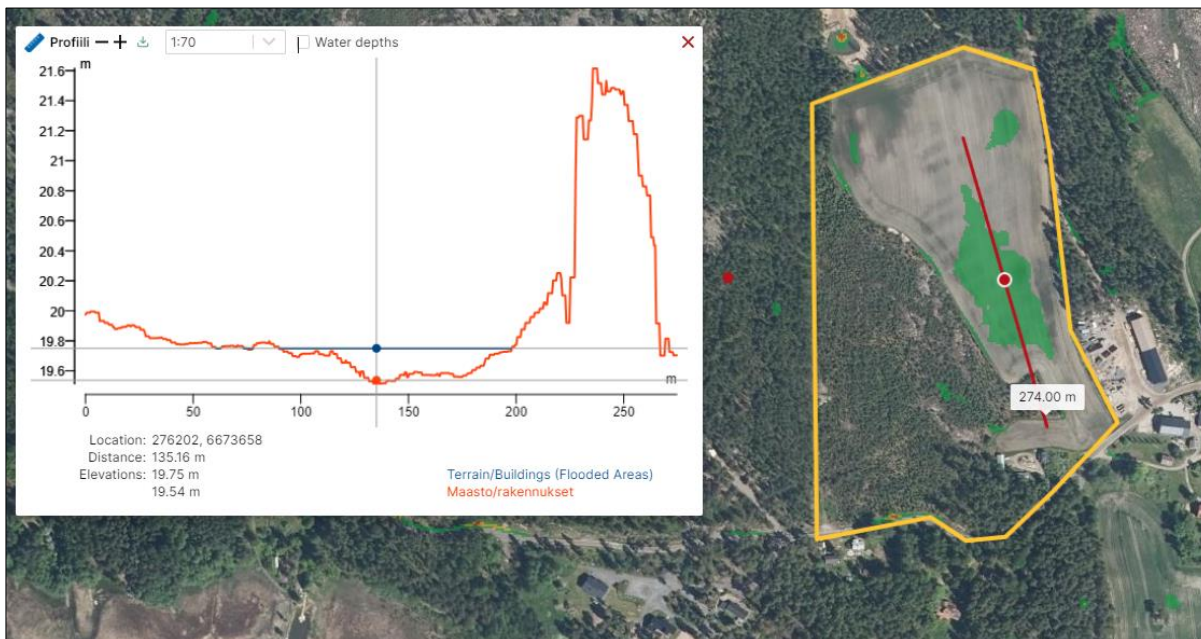 Profiili
1:70
Water depths
m
21.6
21.4
21.2
21
20.8
20.6
20.4
20.2
20
19.8
19.6
m
0
50
100
150
200
250
Location: 276202, 6673658
Distance: 135.16 m
Elevations: 19.75 m
19.54 m
Terrain/Buildings (Flooded Areas)
Maasto/rakennukset
274.00 m